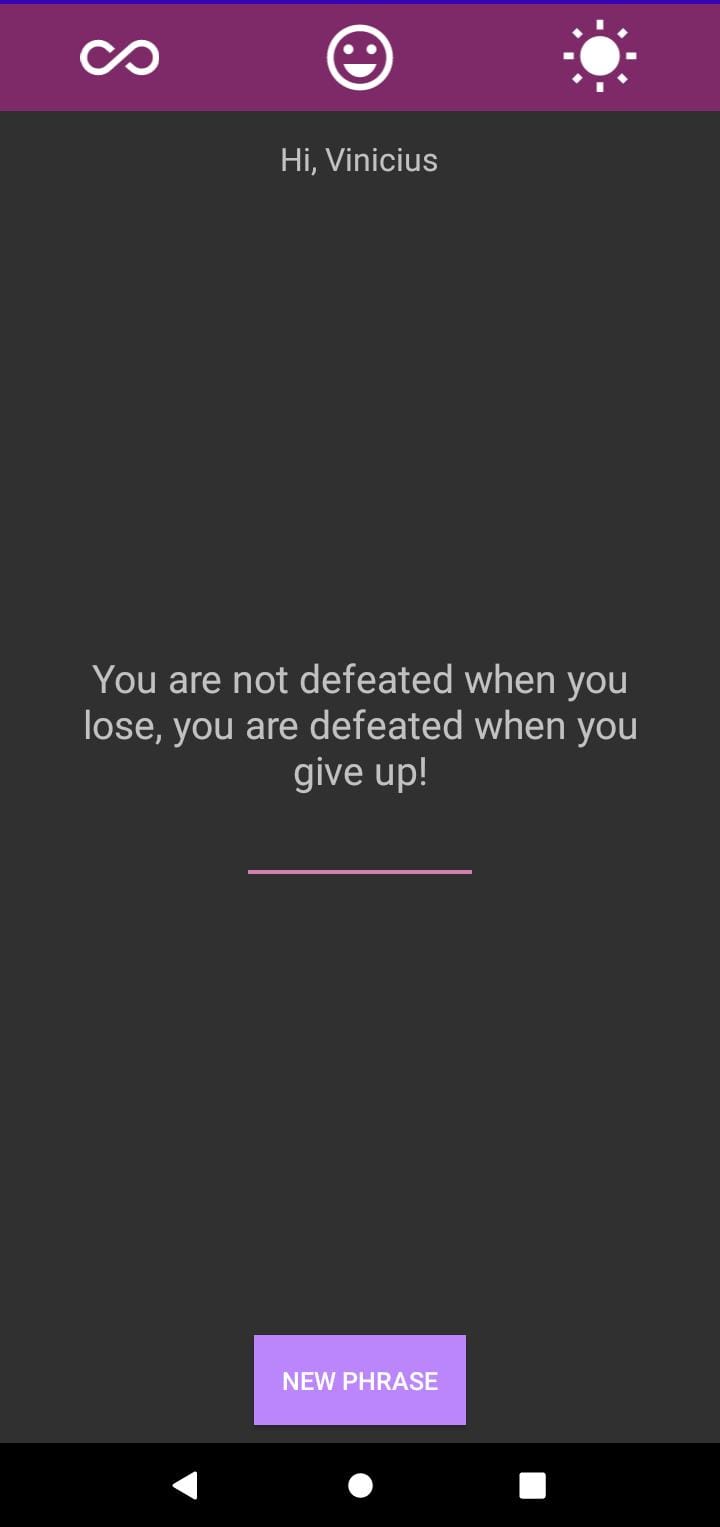 Hi, Vinicius
You are not defeated when you
lose, you are defeated when you
give up!
NEW PHRASE